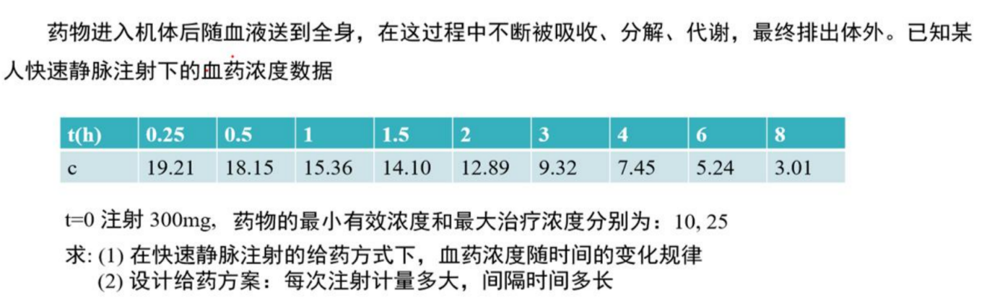 药物进入机体后随血液送到全身，在这过程中不断被吸收、分解、代谢，最终排出体外。已知某
人快速静脉注射下的血药浓度数据
t(h) 0.25 0.5 1 1.5 2 3 4 6 8
c 19.21 18.15 15.36 14.10 12.89 9.32 7.45 5.24 3.01
t=0 注射 300mg, 药物的最小有效浓度和最大治疗浓度分别为：10, 25
求: (1) 在快速静脉注射的给药方式下，血药浓度随时间的变化规律
(2) 设计给药方案：每次注射计量多大，间隔时间多长